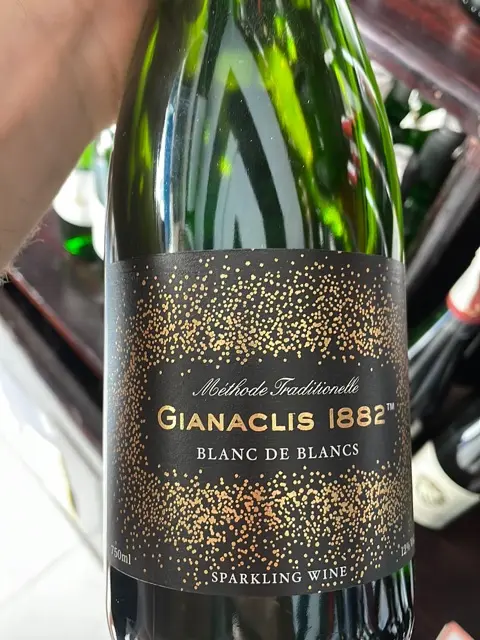 Méthode Traditionelle
GIANACLIS 1882™
BLANC DE BLANCS
750ml
SPARKLING WINE